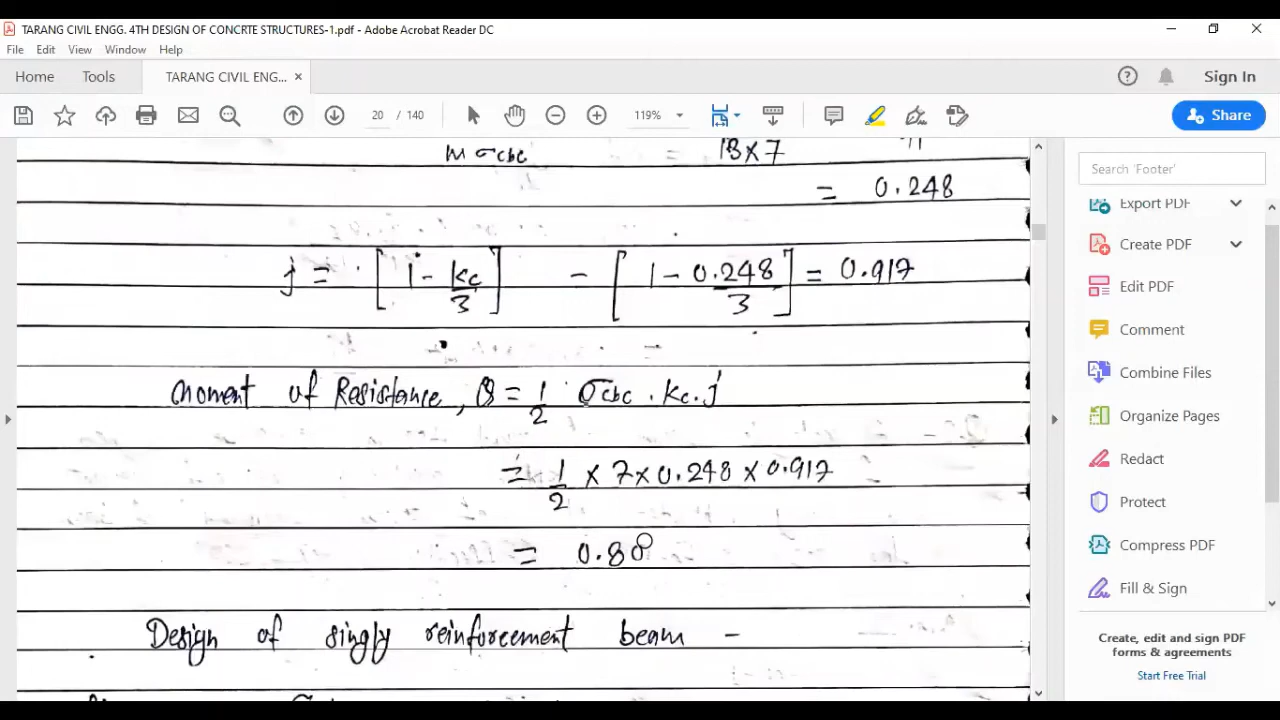 TARANG CIVIL ENGG. 4TH DESIGN OF CONCRTE STRUCTURES-1.pdf - Adobe Acrobat Reader DC
File Edit View Window Help
Home Tools TARANG CIVIL ENG... × Sign In
20 / 140 119% Share
m σcbc = 13×7
= 0.248
j = [1 - kc/3] - [1 - 0.248/3] = 0.917
Moment of Resistance, Q = 1/2 σcbc . kc. j
= 1/2 × 7 × 0.248 × 0.917
= 0.88
Design of singly reinforcement beam -
Search 'Footer'
Export PDF
Create PDF
Edit PDF
Comment
Combine Files
Organize Pages
Redact
Protect
Compress PDF
Fill & Sign
Create, edit and sign PDF
forms & agreements
Start Free Trial